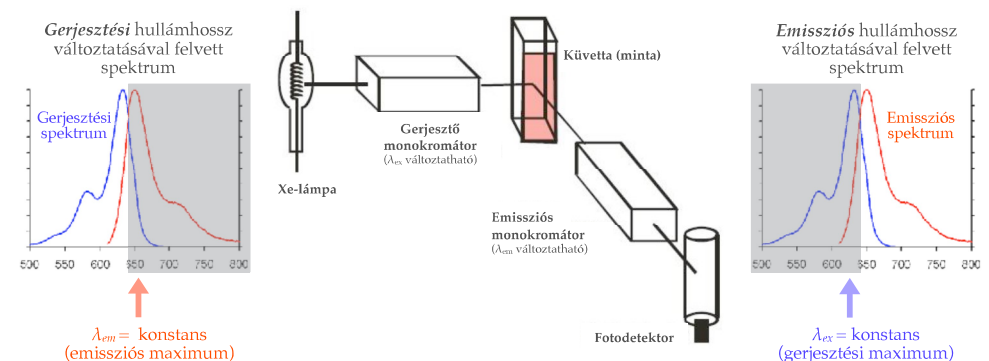 Gerjesztési hullámhossz
változtatásával felvett
spektrum
Gerjesztési
spektrum
500 550 600 650 700 750 800
λem = konstans
(emissziós maximum)
Xe-lámpa
Gerjesztő
monokromátor
(λex változtatható)
Küvetta (minta)
Emissziós
monokromátor
(λem változtatható)
Fotodetektor
Emissziós hullámhossz
változtatásával felvett
spektrum
Emissziós
spektrum
500 550 600 650 700 750 800
λex = konstans
(gerjesztési maximum)